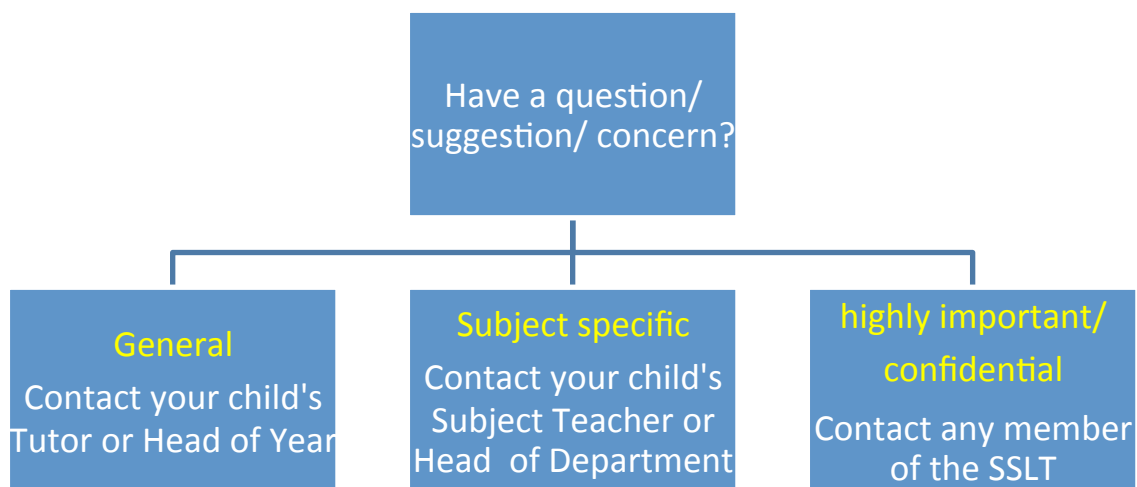 Have a question/
suggestion/ concern?
General
Contact your child's
Tutor or Head of Year
Subject specific
Contact your child's
Subject Teacher or
Head of Department
highly important/
confidential
Contact any member
of the SSLT